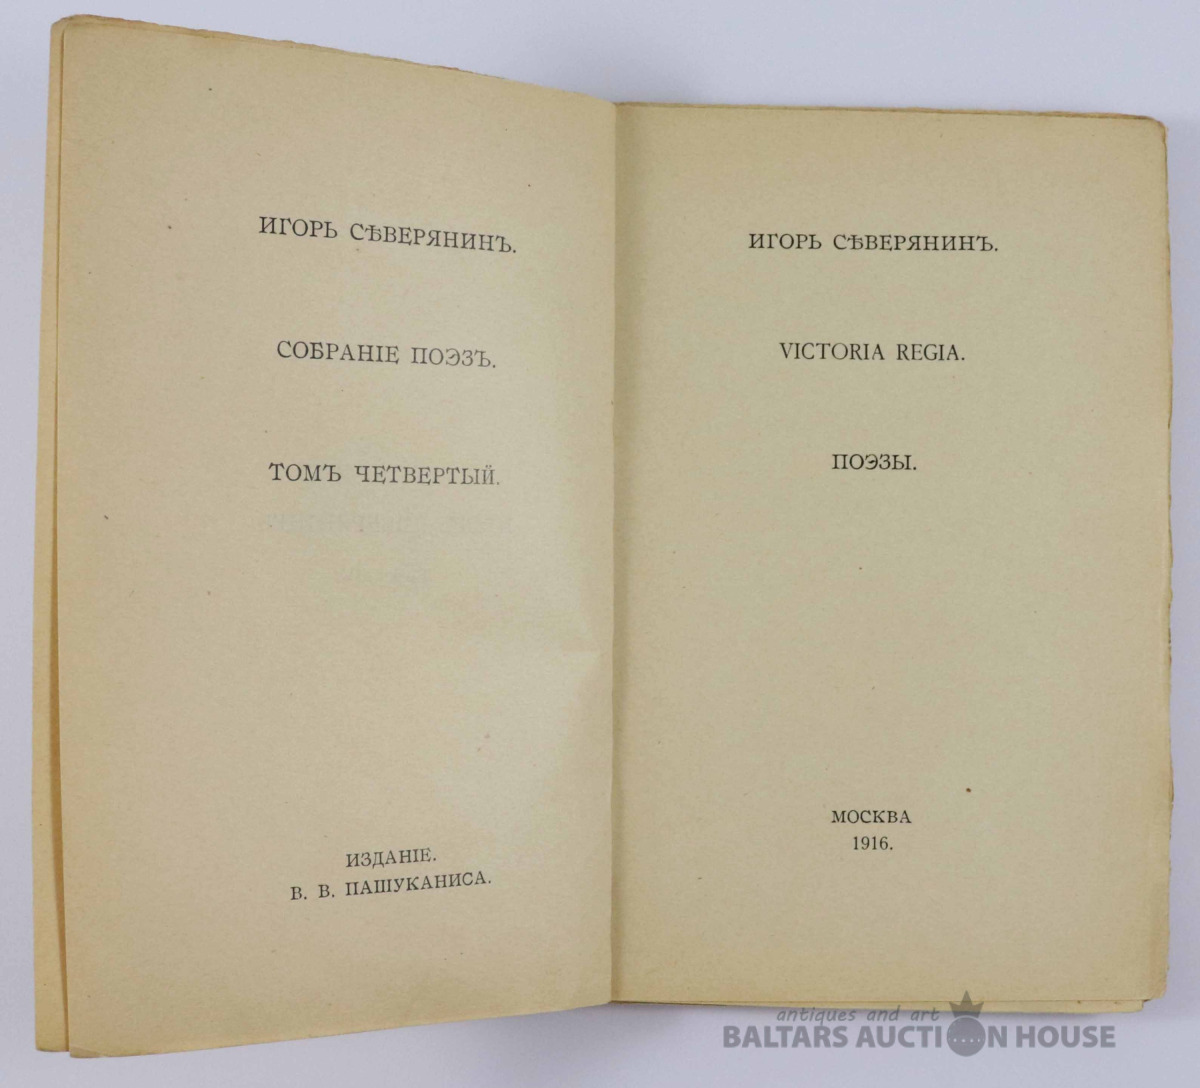 ИГОРЬ СѢВЕРЯНИНЪ.
СОБРАНІЕ ПОЭЗЪ.
ТОМЪ ЧЕТВЕРТЫЙ.
ИЗДАНІЕ.
В. В. ПАШУКАНИСА.
ИГОРЬ СѢВЕРЯНИНЪ.
VICTORIA REGIA.
ПОЭЗЫ.
МОСКВА
1916.
antiques and art
BALTARS AUCTION HOUSE